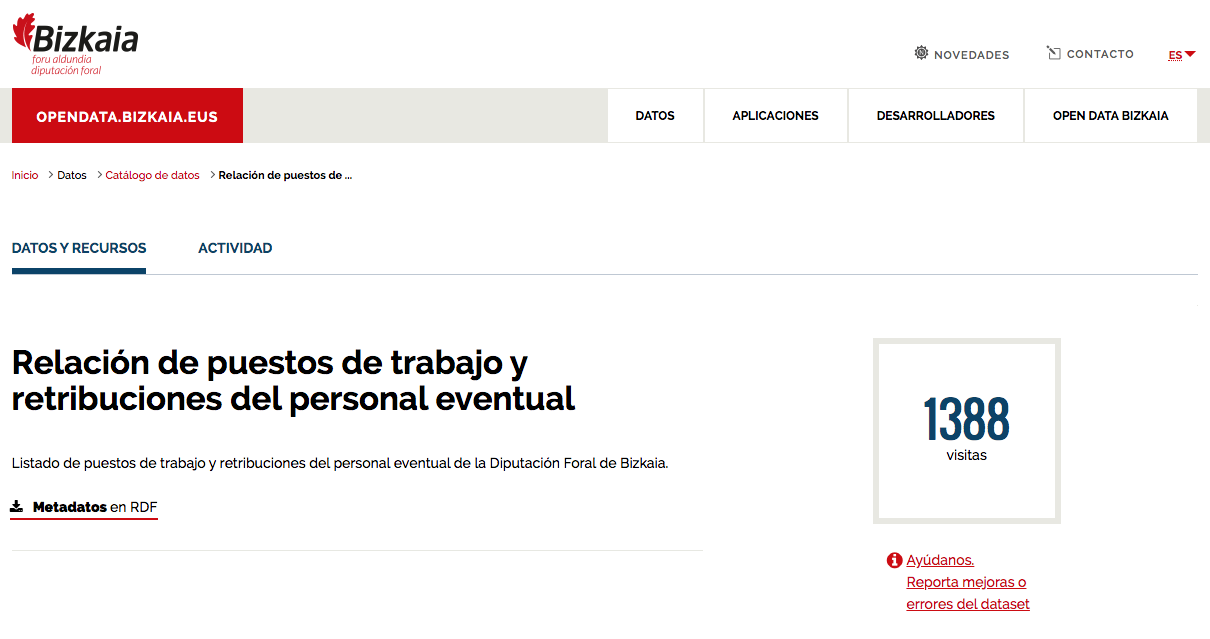 Bizkaia
foru aldundia
diputación foral
NOVEDADES
CONTACTO
ES
OPENDATA.BIZKAIA.EUS
DATOS
APLICACIONES
DESARROLLADORES
OPEN DATA BIZKAIA
Inicio > Datos > Catálogo de datos > Relación de puestos de ...
DATOS Y RECURSOS
ACTIVIDAD
Relación de puestos de trabajo y
retribuciones del personal eventual
Listado de puestos de trabajo y retribuciones del personal eventual de la Diputación Foral de Bizkaia.
Metadatos en RDF
1388
visitas
Ayúdanos.
Reporta mejoras o
errores del dataset